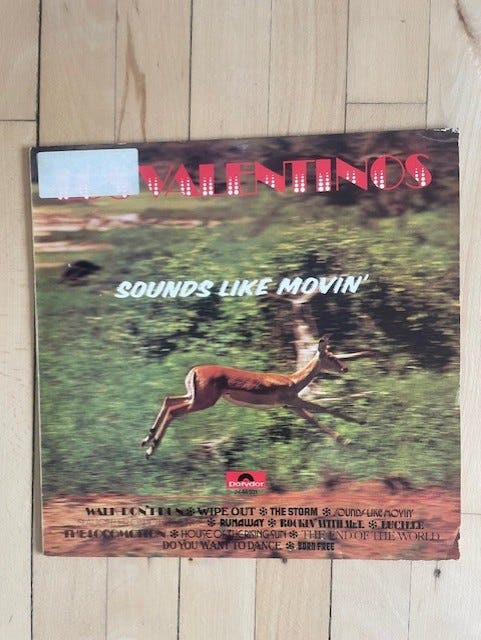 VALENTINOS
SOUNDS LIKE MOVIN'
Polydor
WALK DON'T RUN ✻ WIPE OUT ✻ THE STORM ✻ SOUNDS LIKE MOVIN'
✻ RUNAWAY ✻ ROCKIN' WITH MR. L ✻ LUCILLE
THE LOCOMOTION ✻ HOUSE OF THE RISING SUN ✻ THE END OF THE WORLD
DO YOU WANT TO DANCE ✻ BORN FREE